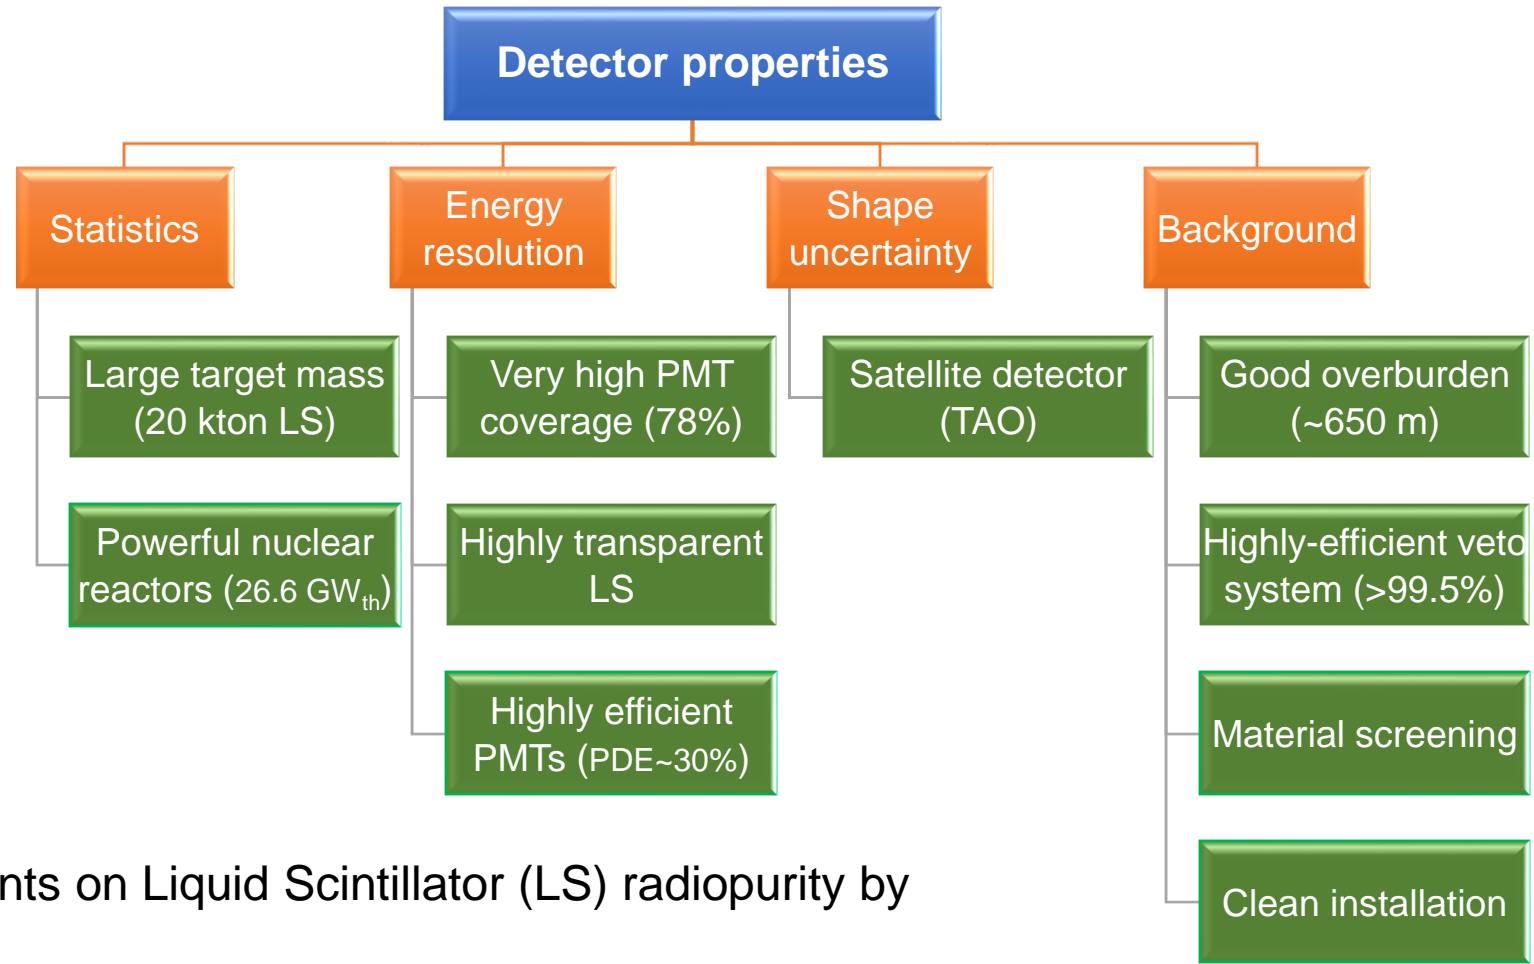 Detector properties
Statistics
Energy
resolution
Shape
uncertainty
Background
Large target mass
(20 kton LS)
Very high PMT
coverage (78%)
Satellite detector
(TAO)
Good overburden
(~650 m)
Powerful nuclear
reactors (26.6 GWth)
Highly transparent
LS
Highly-efficient veto
system (>99.5%)
Highly efficient
PMTs (PDE~30%)
Material screening
Clean installation
nts on Liquid Scintillator (LS) radiopurity by